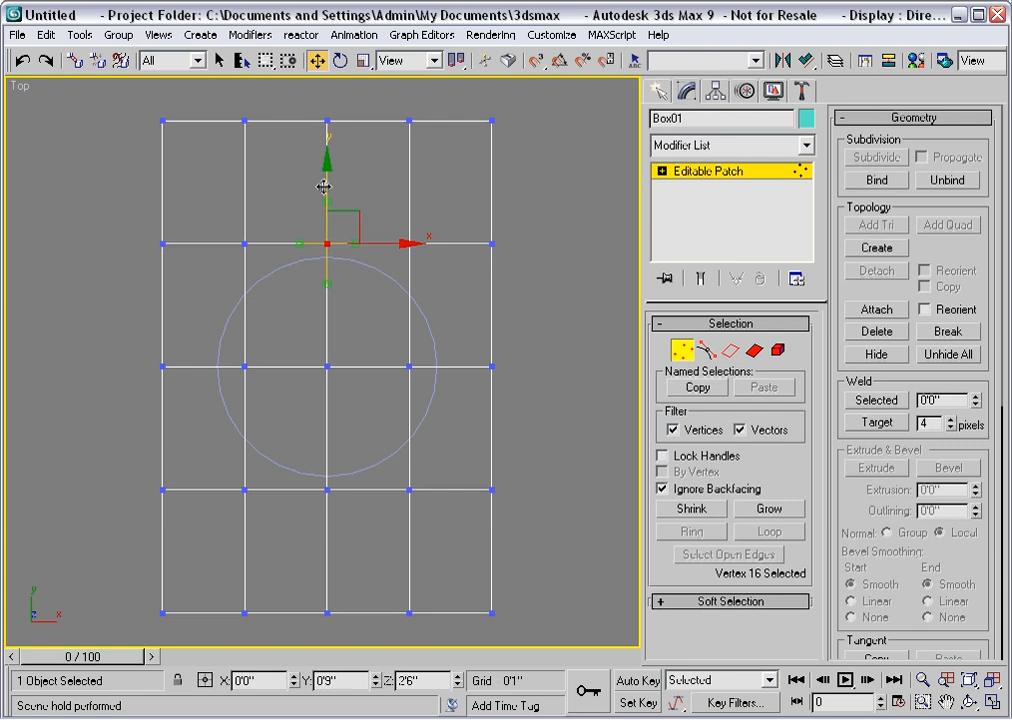 Untitled - Project Folder: C:\Documents and Settings\Admin\My Documents\3dsmax - Autodesk 3ds Max 9 - Not for Resale - Display : Dire...
File Edit Tools Group Views Create Modifiers reactor Animation Graph Editors Rendering Customize MAXScript Help
All View View
Top
y
x
y
x
z
Box01
Modifier List
Editable Patch
Selection
Named Selections:
Copy Paste
Filter
Vertices Vectors
Lock Handles
By Vertex
Ignore Backfacing
Shrink Grow
Ring Loop
Select Open Edges
Vertex 16 Selected
Soft Selection
Geometry
Subdivision
Subdivide Propagate
Bind Unbind
Topology
Add Tri Add Quad
Create
Detach Reorient
Copy
Attach Reorient
Delete Break
Hide Unhide All
Weld
Selected 0'0"
Target 4 pixels
Extrude & Bevel
Extrude Bevel
Extrusion: 0'0"
Outlining: 0'0"
Normal: Group Local
Bevel Smoothing:
Start End
Smooth Smooth
Linear Linear
None None
Tangent
Copy Paste
0 / 100
1 Object Selected X: 0'0" Y: 0'9" Z: 2'6" Grid = 0'1" Auto Key Selected
Scene hold performed Add Time Tag Set Key Key Filters... 0